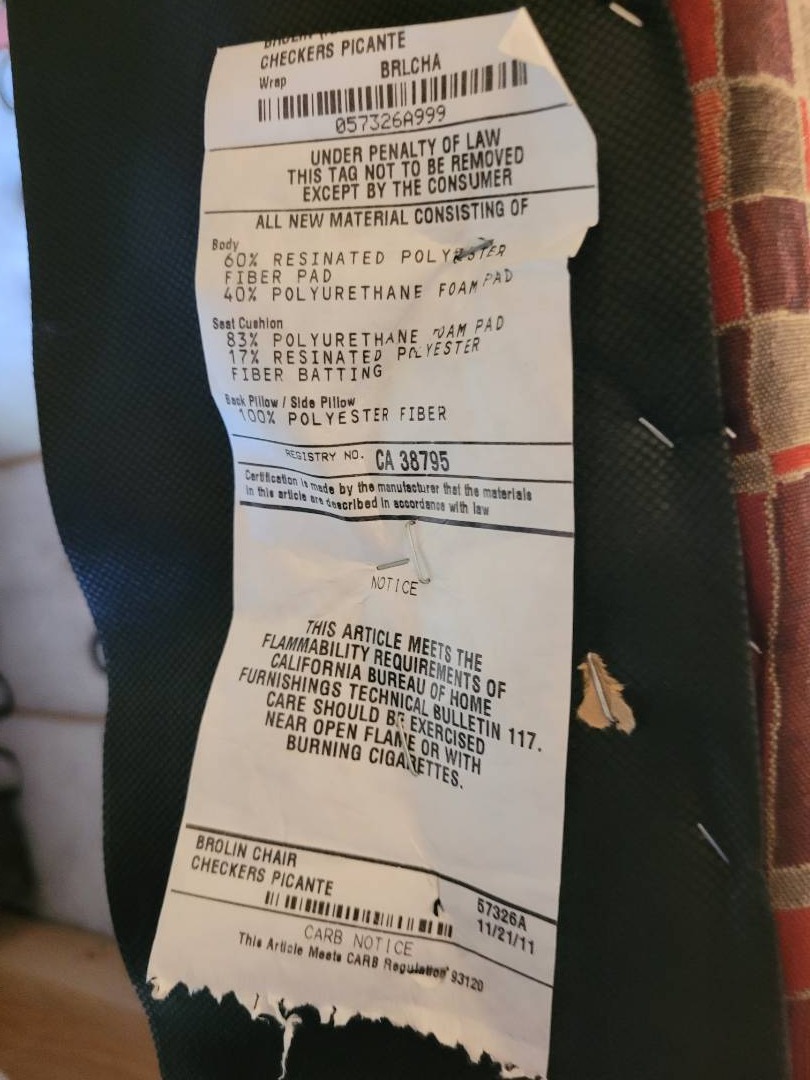 CHECKERS PICANTE
Wrap BRLCHA
057326A999
UNDER PENALTY OF LAW
THIS TAG NOT TO BE REMOVED
EXCEPT BY THE CONSUMER
ALL NEW MATERIAL CONSISTING OF
Body
60% RESINATED POLYESTER
FIBER PAD
40% POLYURETHANE FOAM PAD
Seat Cushion
83% POLYURETHANE FOAM PAD
17% RESINATED POLYESTER
FIBER BATTING
Back Pillow / Side Pillow
100% POLYESTER FIBER
REGISTRY NO. CA 38795
Certification is made by the manufacturer that the materials
in this article are described in accordance with law
NOTICE
THIS ARTICLE MEETS THE
FLAMMABILITY REQUIREMENTS OF
CALIFORNIA BUREAU OF HOME
FURNISHINGS TECHNICAL BULLETIN 117.
CARE SHOULD BE EXERCISED
NEAR OPEN FLAME OR WITH
BURNING CIGARETTES.
BROLIN CHAIR
CHECKERS PICANTE
57326A
11/21/11
CARB NOTICE
This Article Meets CARB Regulation 93120